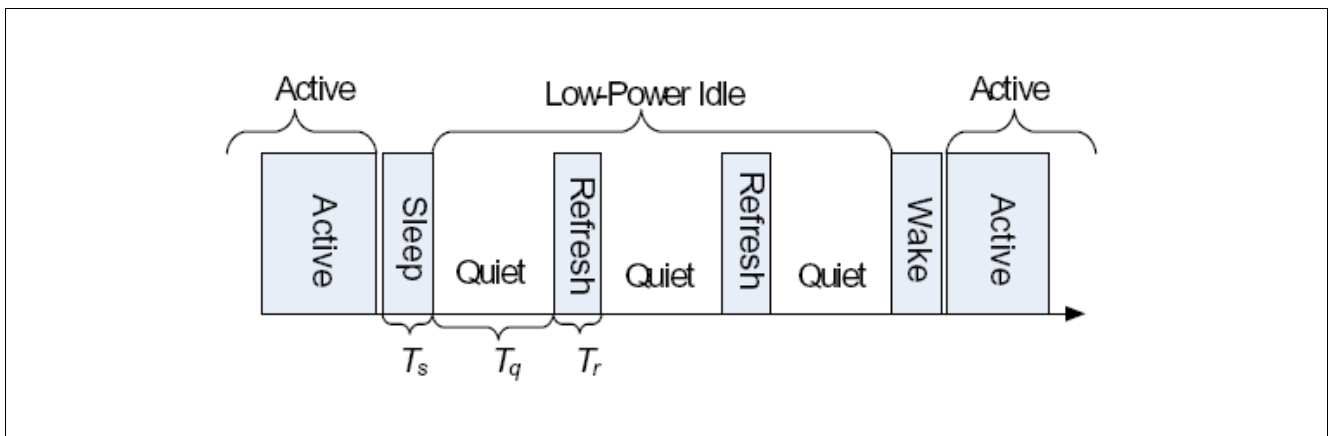 Active
Low-Power Idle
Active
Active
Sleep
Quiet
Refresh
Quiet
Refresh
Quiet
Wake
Active
Ts
Tq
Tr